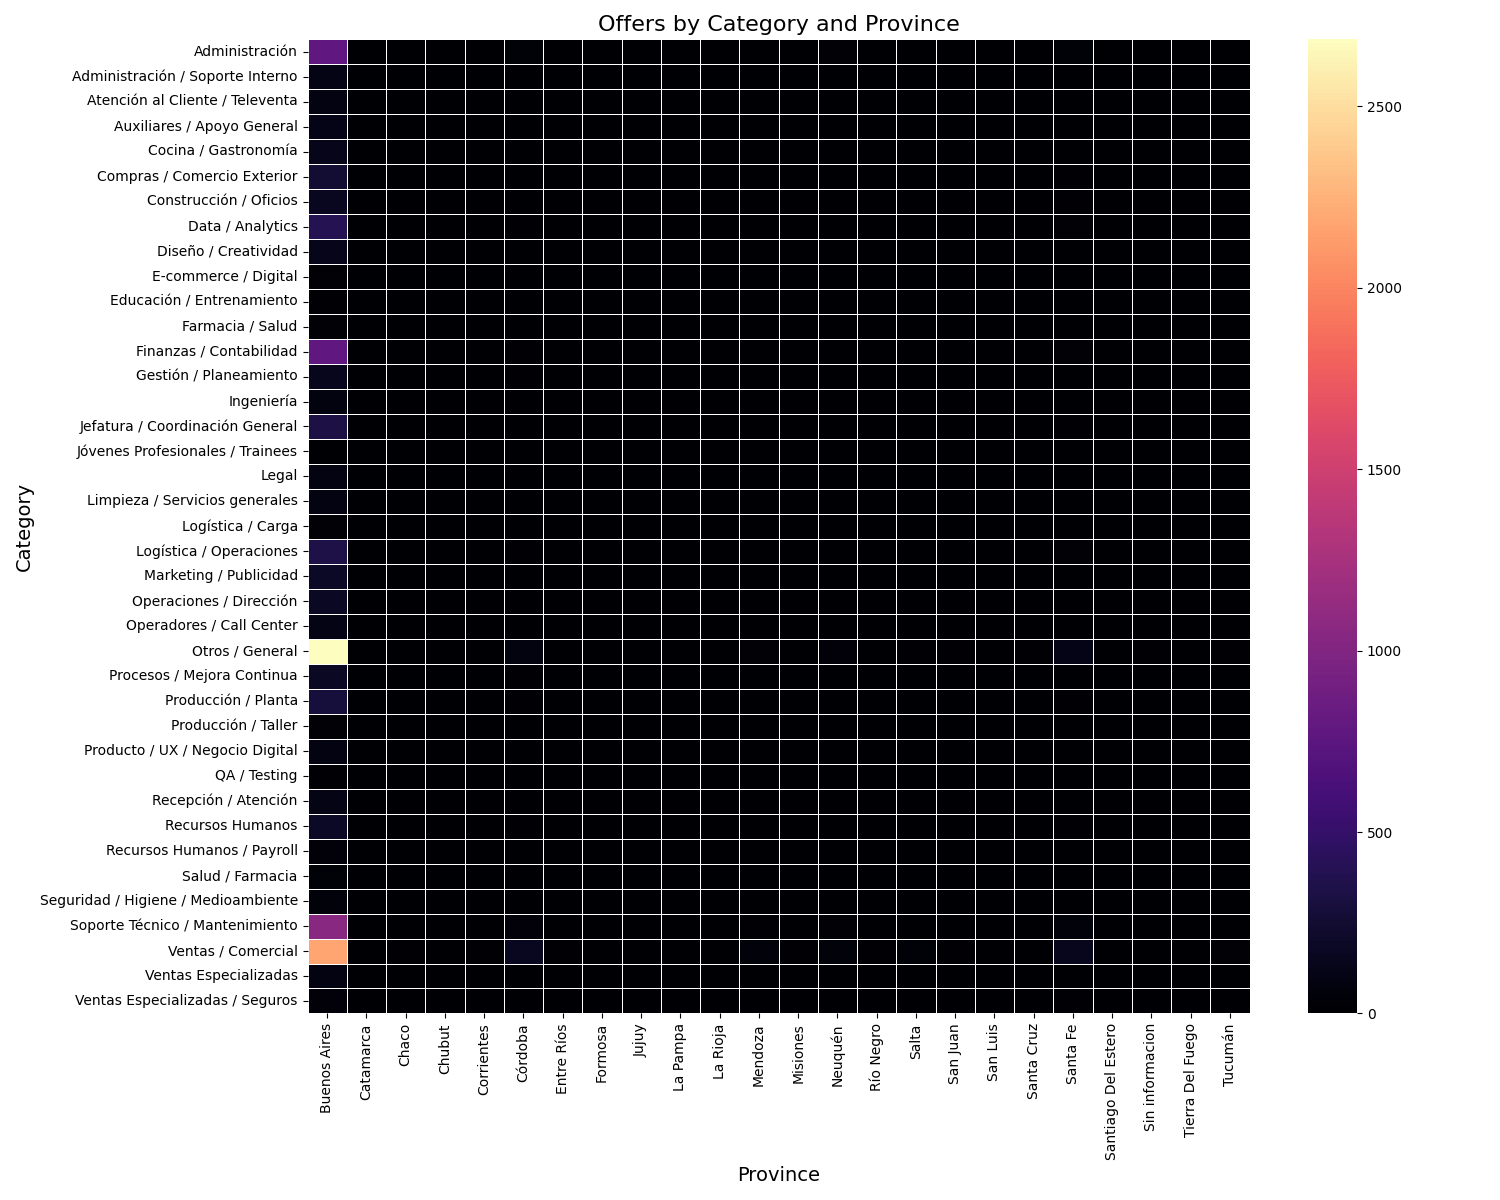 Offers by Category and Province
Category
Administración
Administración / Soporte Interno
Atención al Cliente / Televenta
Auxiliares / Apoyo General
Cocina / Gastronomía
Compras / Comercio Exterior
Construcción / Oficios
Data / Analytics
Diseño / Creatividad
E-commerce / Digital
Educación / Entrenamiento
Farmacia / Salud
Finanzas / Contabilidad
Gestión / Planeamiento
Ingeniería
Jefatura / Coordinación General
Jóvenes Profesionales / Trainees
Legal
Limpieza / Servicios generales
Logística / Carga
Logística / Operaciones
Marketing / Publicidad
Operaciones / Dirección
Operadores / Call Center
Otros / General
Procesos / Mejora Continua
Producción / Planta
Producción / Taller
Producto / UX / Negocio Digital
QA / Testing
Recepción / Atención
Recursos Humanos
Recursos Humanos / Payroll
Salud / Farmacia
Seguridad / Higiene / Medioambiente
Soporte Técnico / Mantenimiento
Ventas / Comercial
Ventas Especializadas
Ventas Especializadas / Seguros
Buenos Aires
Catamarca
Chaco
Chubut
Corrientes
Córdoba
Entre Ríos
Formosa
Jujuy
La Pampa
La Rioja
Mendoza
Misiones
Neuquén
Río Negro
Salta
San Juan
San Luis
Santa Cruz
Santa Fe
Santiago Del Estero
Sin informacion
Tierra Del Fuego
Tucumán
Province
2500
2000
1500
1000
500
0